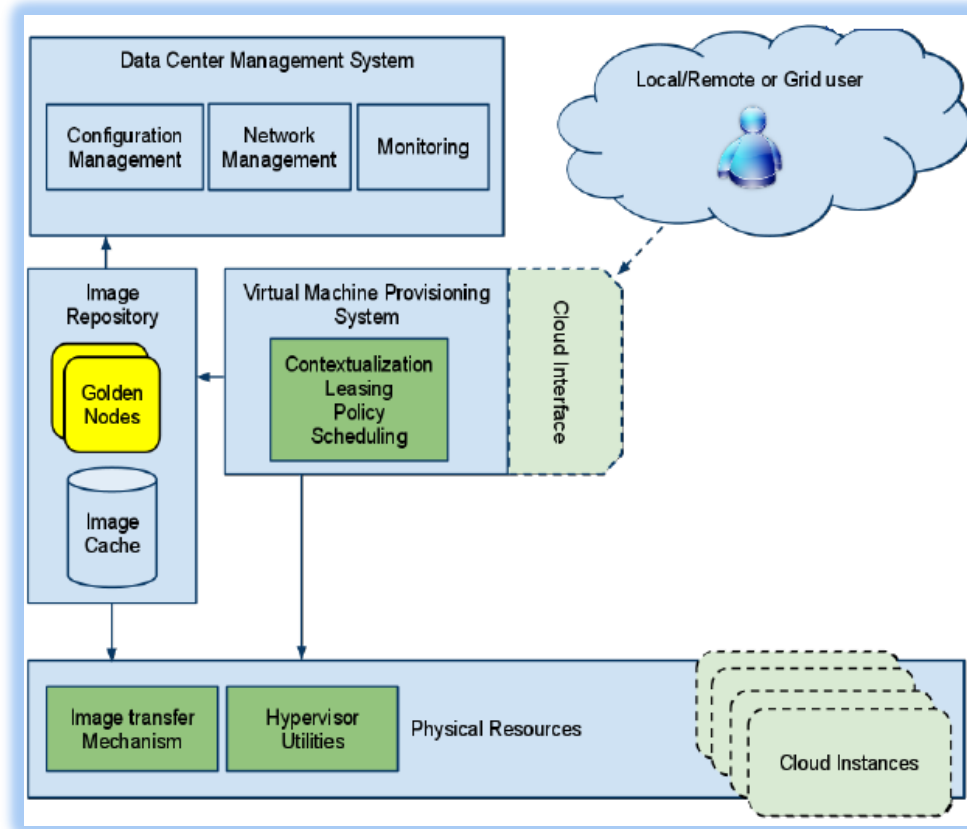 Data Center Management System
Configuration
Management
Network
Management
Monitoring
Local/Remote or Grid user
Image
Repository
Golden
Nodes
Image
Cache
Virtual Machine Provisioning
System
Contextualization
Leasing
Policy
Scheduling
Cloud Interface
Image transfer
Mechanism
Hypervisor
Utilities
Physical Resources
Cloud Instances